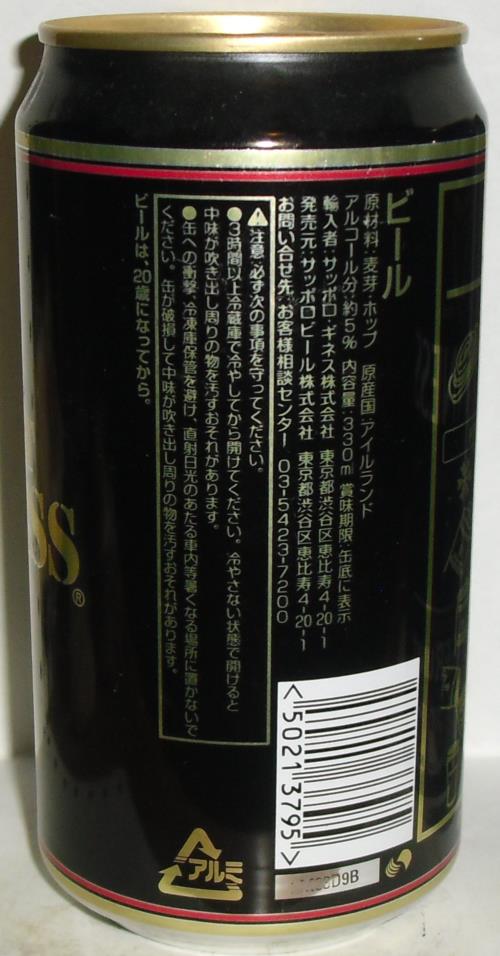 ビール
原材料:麦芽・ホップ 原産国:アイルランド
アルコール分:約5% 内容量:330ml 賞味期限:缶底に表示
輸入者:サッポロ・ギネス株式会社 東京都渋谷区恵比寿4-20-1
発売元:サッポロビール株式会社 東京都渋谷区恵比寿4-20-1
お問い合せ先:お客様相談センター 03-5423-7200
注意:必ず次の事項を守ってください。
●3時間以上冷蔵庫で冷やしてから開けてください。冷やさない状態で開けると
中味が吹き出し周りの物を汚すおそれがあります。
●缶への衝撃、冷凍庫保管を避け、直射日光のあたる車内等暑くなる場所に置かないで
ください。缶が破損して中味が吹き出し周りの物を汚すおそれがあります。
ビールは、20歳になってから。
SS®
<50213795>
アルミ
D9B